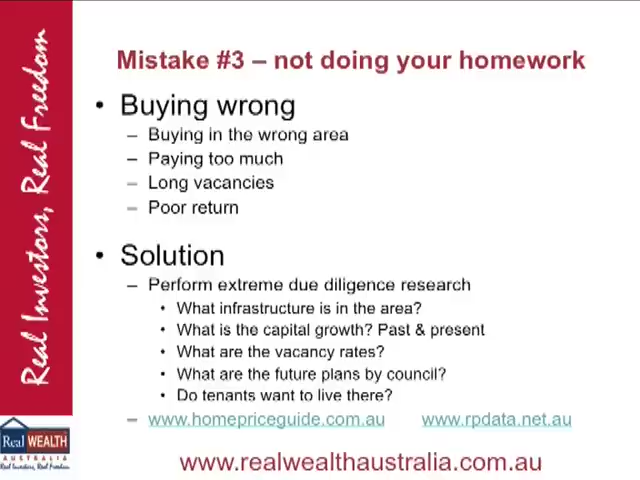 Real Investors, Real Freedom
Mistake #3 – not doing your homework
• Buying wrong
– Buying in the wrong area
– Paying too much
– Long vacancies
– Poor return
• Solution
– Perform extreme due diligence research
• What infrastructure is in the area?
• What is the capital growth? Past & present
• What are the vacancy rates?
• What are the future plans by council?
• Do tenants want to live there?
– www.homepriceguide.com.au www.rpdata.net.au
Real WEALTH
AUSTRALIA
Real Investors, Real Freedom
www.realwealthaustralia.com.au